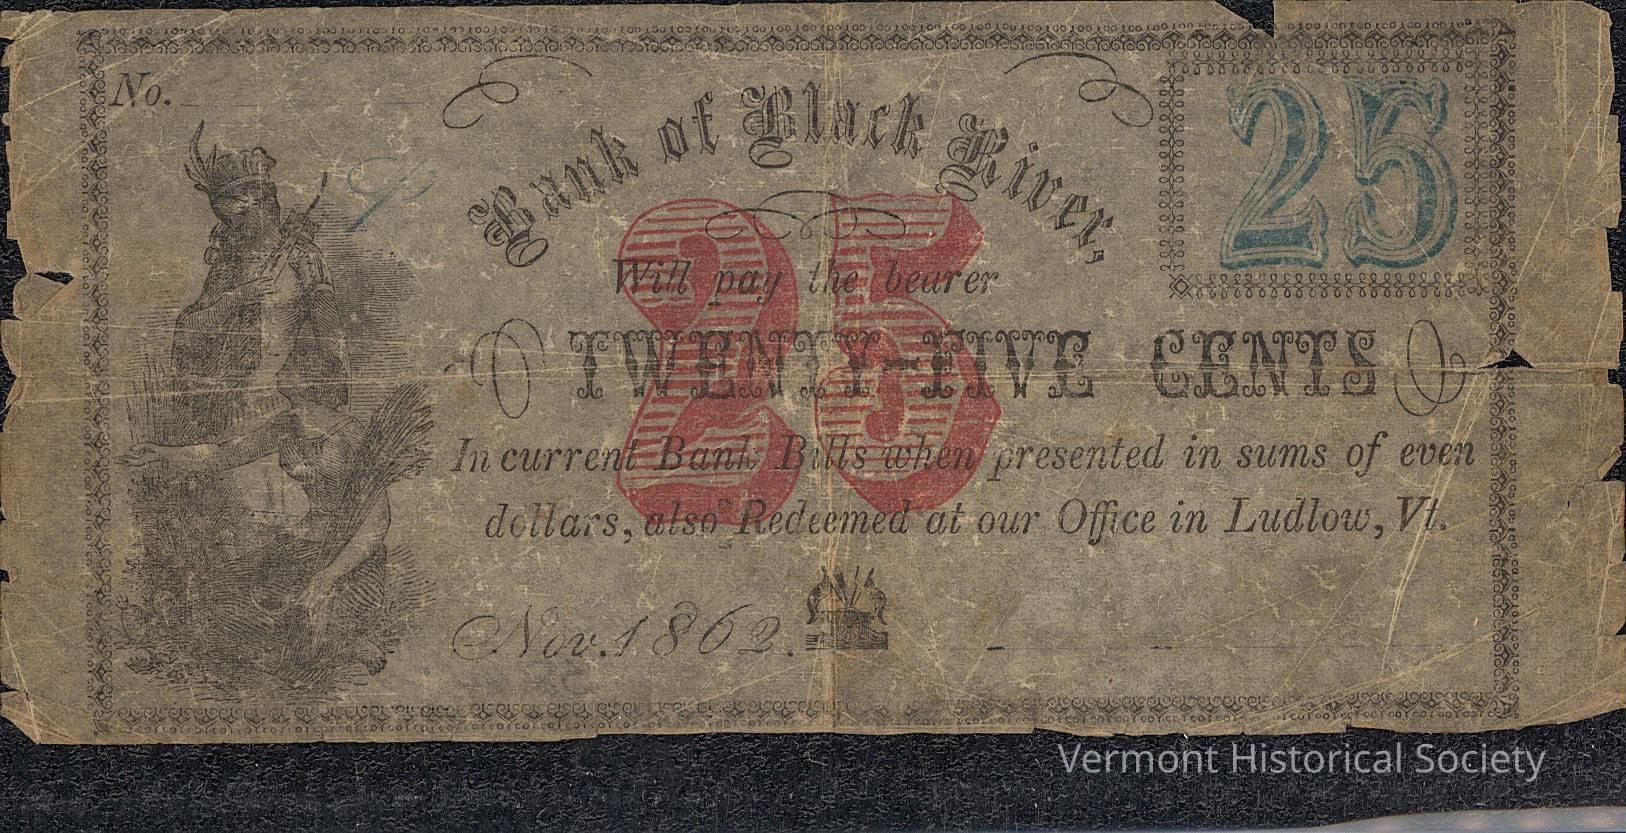 No.
25
Bank of Black River,
25
Will pay the bearer
TWENTY-FIVE CENTS
In current Bank Bills when presented in sums of even
dollars, also Redeemed at our Office in Ludlow, Vt.
Nov. 1862.
Vermont Historical Society